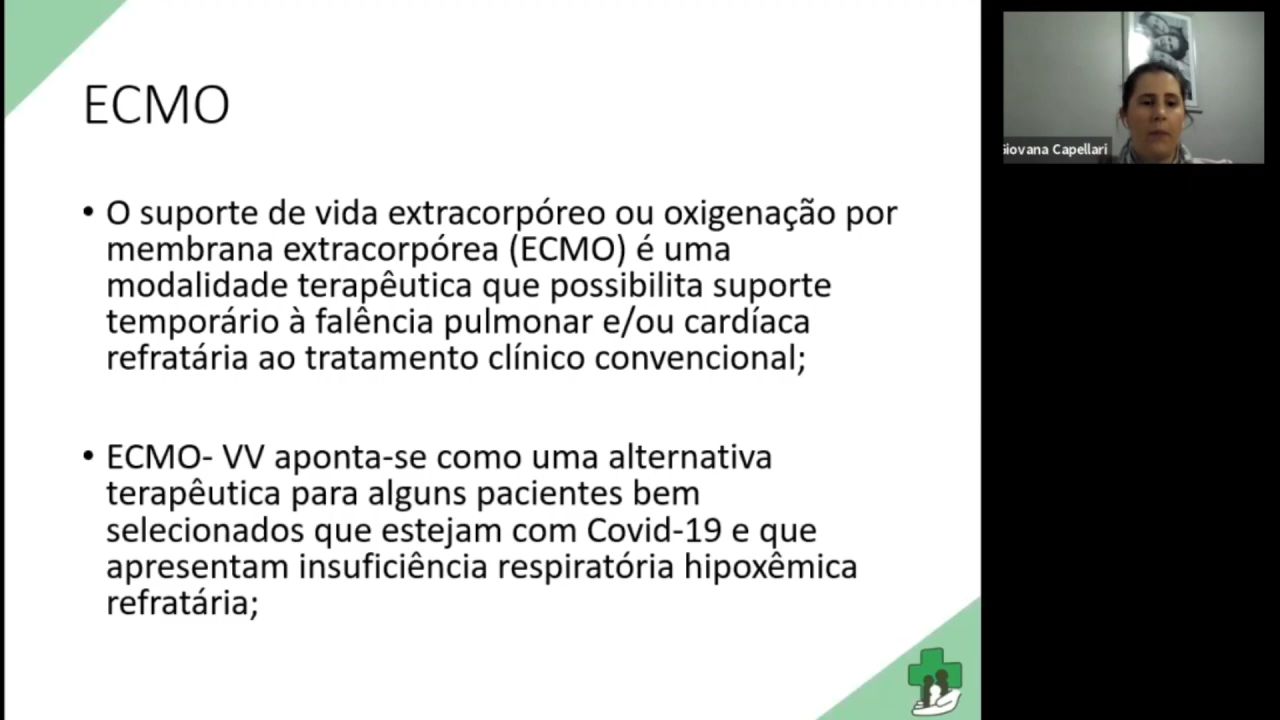 ECMO
• O suporte de vida extracorpóreo ou oxigenação por
membrana extracorpórea (ECMO) é uma
modalidade terapêutica que possibilita suporte
temporário à falência pulmonar e/ou cardíaca
refratária ao tratamento clínico convencional;
• ECMO- VV aponta-se como uma alternativa
terapêutica para alguns pacientes bem
selecionados que estejam com Covid-19 e que
apresentam insuficiência respiratória hipoxêmica
refratária;
Giovana Capellari